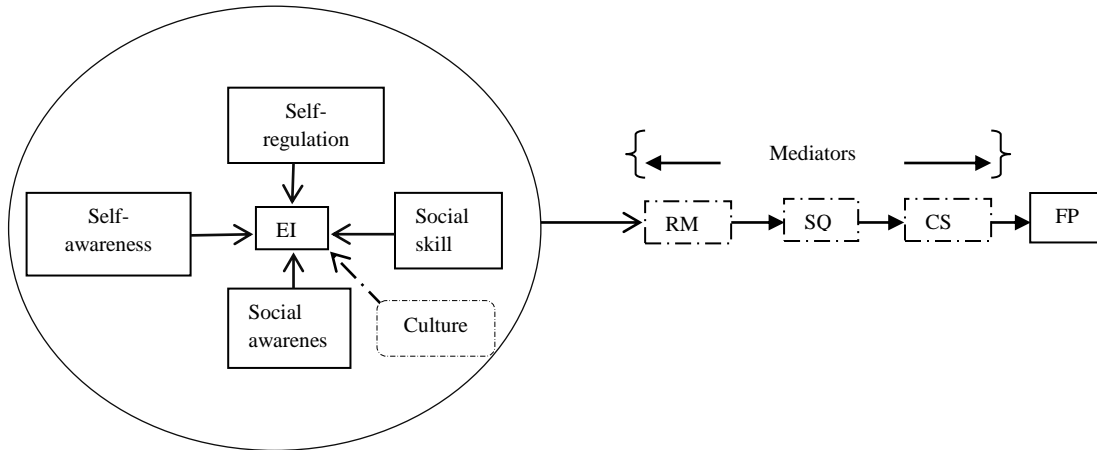 Self-
regulation
Mediators
Self-
awareness
EI
Social
skill
RM
SQ
CS
FP
Social
awarenes
Culture